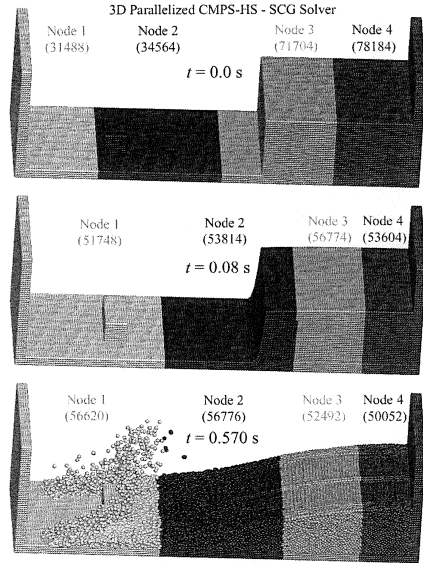 3D Parallelized CMPS-HS - SCG Solver
Node 1 Node 2 Node 3 Node 4
(31488) (34564) (71704) (78184)
t = 0.0 s
Node 1 Node 2 Node 3 Node 4
(51748) (53814) (56774) (53604)
t = 0.08 s
Node 1 Node 2 Node 3 Node 4
(56620) (56776) (52492) (50052)
t = 0.570 s